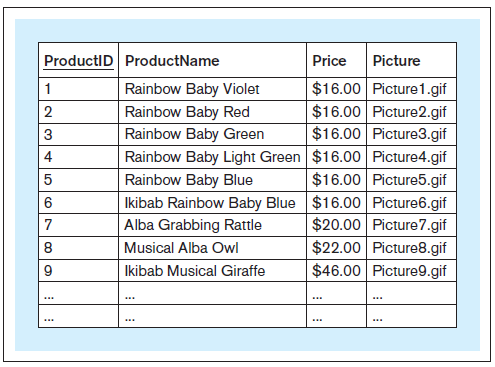 ProductID ProductName Price Picture
1 Rainbow Baby Violet $16.00 Picture1.gif
2 Rainbow Baby Red $16.00 Picture2.gif
3 Rainbow Baby Green $16.00 Picture3.gif
4 Rainbow Baby Light Green $16.00 Picture4.gif
5 Rainbow Baby Blue $16.00 Picture5.gif
6 Ikibab Rainbow Baby Blue $16.00 Picture6.gif
7 Alba Grabbing Rattle $20.00 Picture7.gif
8 Musical Alba Owl $22.00 Picture8.gif
9 Ikibab Musical Giraffe $46.00 Picture9.gif
... ... ... ...
... ... ... ...